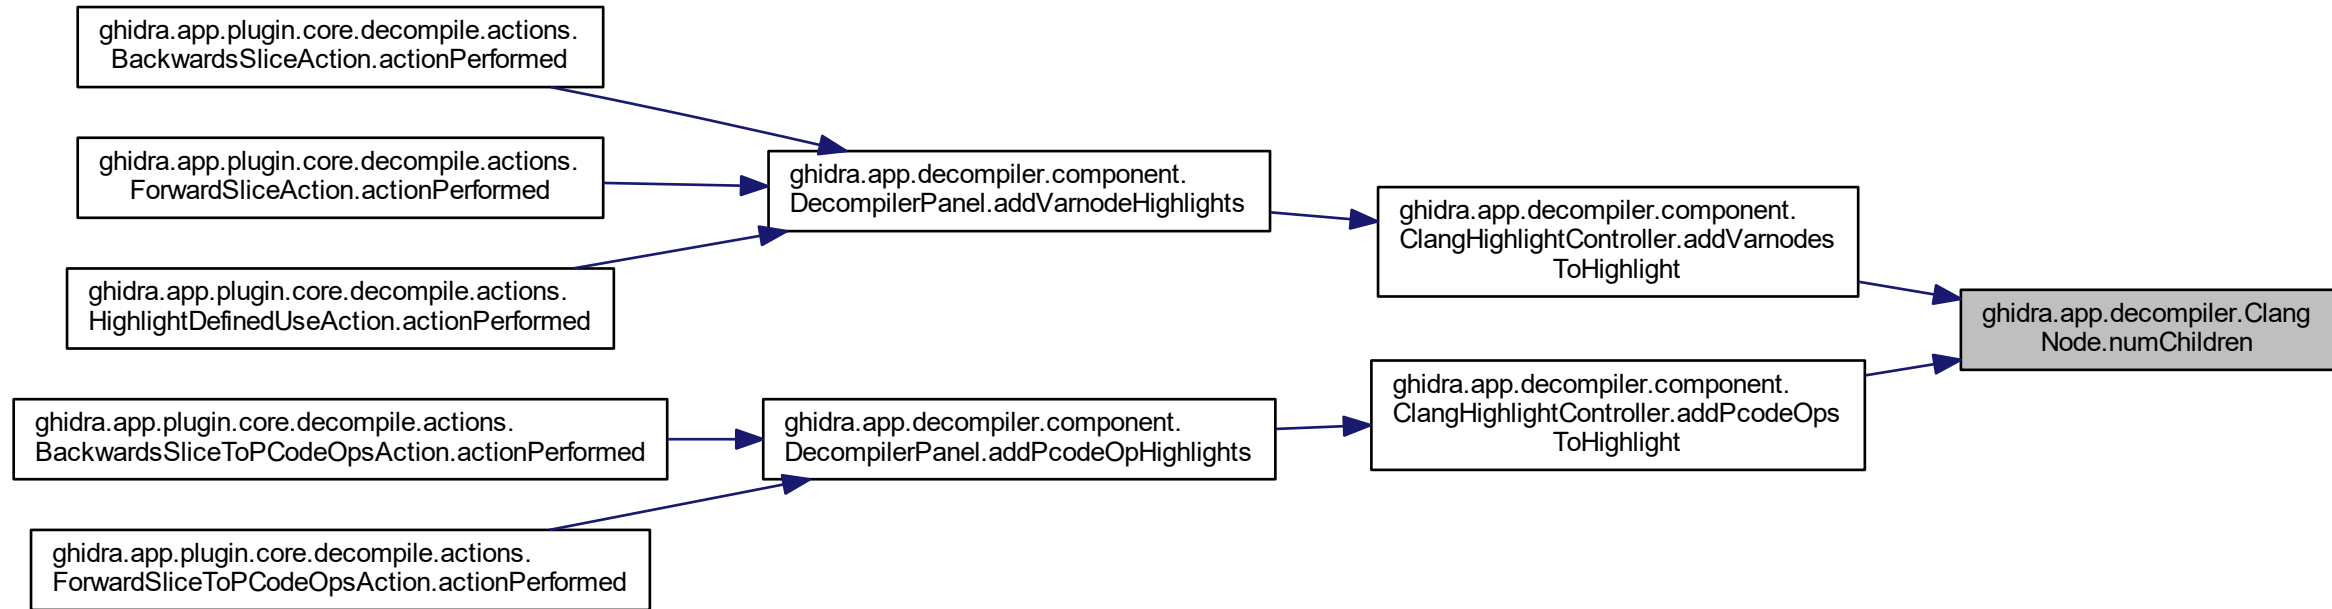 ghidra.app.plugin.core.decompile.actions.
BackwardsSliceAction.actionPerformed
ghidra.app.plugin.core.decompile.actions.
ForwardSliceAction.actionPerformed
ghidra.app.plugin.core.decompile.actions.
HighlightDefinedUseAction.actionPerformed
ghidra.app.plugin.core.decompile.actions.
BackwardsSliceToPCodeOpsAction.actionPerformed
ghidra.app.plugin.core.decompile.actions.
ForwardSliceToPCodeOpsAction.actionPerformed
ghidra.app.decompiler.component.
DecompilerPanel.addVarnodeHighlights
ghidra.app.decompiler.component.
DecompilerPanel.addPcodeOpHighlights
ghidra.app.decompiler.component.
ClangHighlightController.addVarnodes
ToHighlight
ghidra.app.decompiler.component.
ClangHighlightController.addPcodeOps
ToHighlight
ghidra.app.decompiler.Clang
Node.numChildren